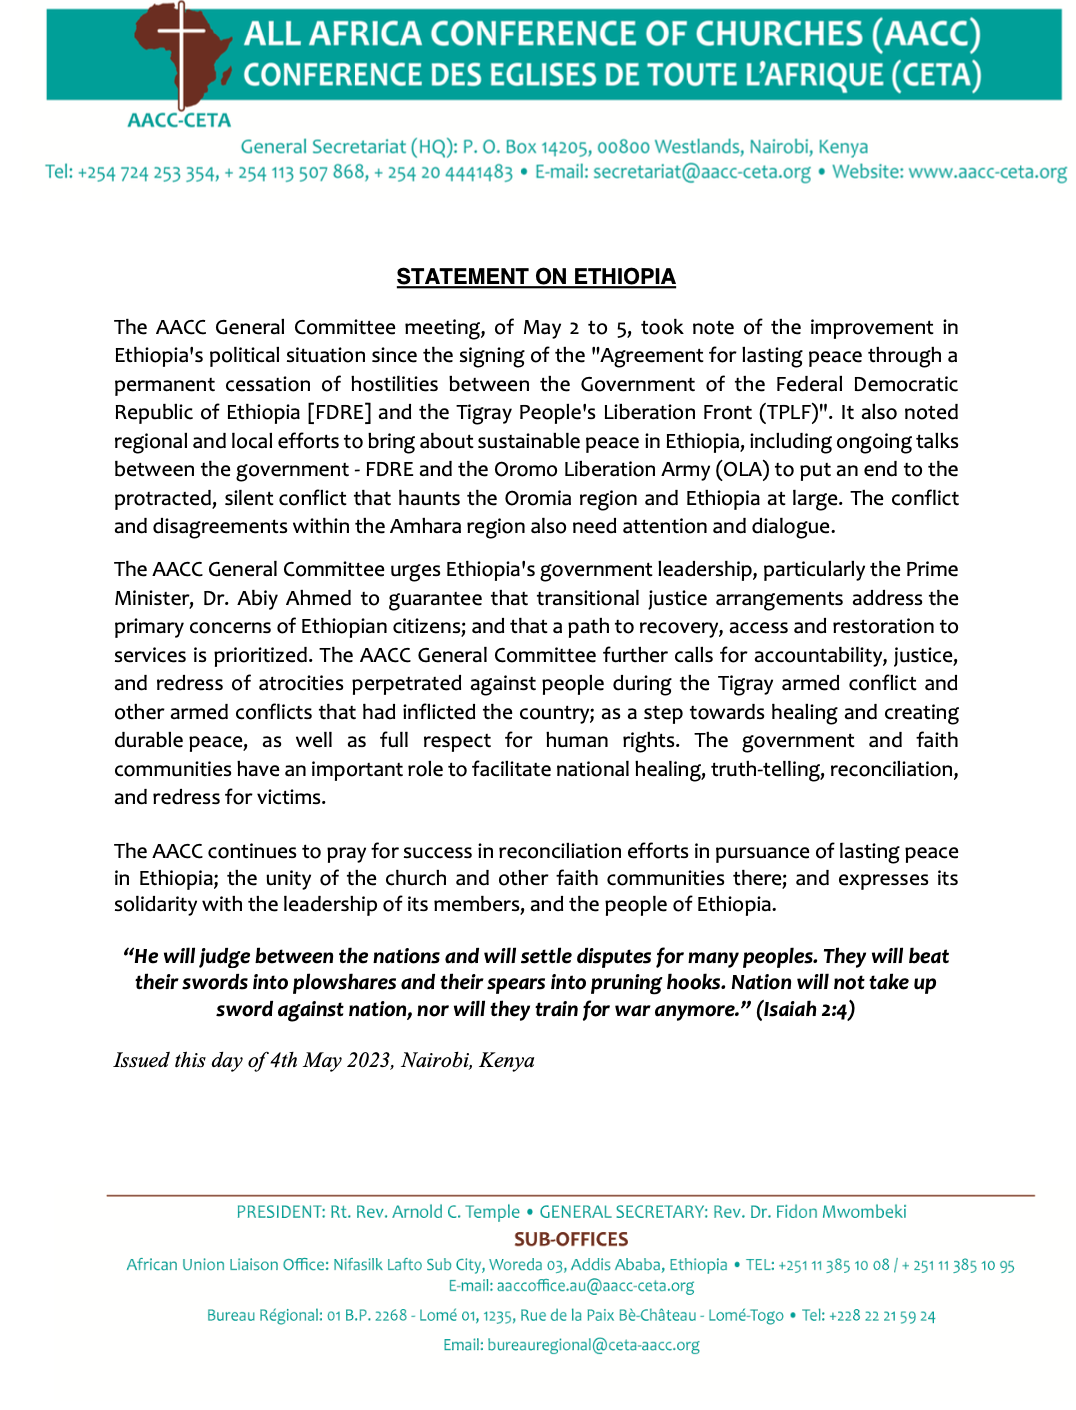 ALL AFRICA CONFERENCE OF CHURCHES (AACC)
CONFERENCE DES EGLISES DE TOUTE L'AFRIQUE (CETA)
AACC-CETA
General Secretariat (HQ): P. O. Box 14205, 00800 Westlands, Nairobi, Kenya
Tel: +254 724 253 354, + 254 113 507 868, + 254 20 4441483 • E-mail: secretariat@aacc-ceta.org • Website: www.aacc-ceta.org
STATEMENT ON ETHIOPIA
The AACC General Committee meeting, of May 2 to 5, took note of the improvement in
Ethiopia's political situation since the signing of the "Agreement for lasting peace through a
permanent cessation of hostilities between the Government of the Federal Democratic
Republic of Ethiopia [FDRE] and the Tigray People's Liberation Front (TPLF)". It also noted
regional and local efforts to bring about sustainable peace in Ethiopia, including ongoing talks
between the government - FDRE and the Oromo Liberation Army (OLA) to put an end to the
protracted, silent conflict that haunts the Oromia region and Ethiopia at large. The conflict
and disagreements within the Amhara region also need attention and dialogue.
The AACC General Committee urges Ethiopia's government leadership, particularly the Prime
Minister, Dr. Abiy Ahmed to guarantee that transitional justice arrangements address the
primary concerns of Ethiopian citizens; and that a path to recovery, access and restoration to
services is prioritized. The AACC General Committee further calls for accountability, justice,
and redress of atrocities perpetrated against people during the Tigray armed conflict and
other armed conflicts that had inflicted the country; as a step towards healing and creating
durable peace, as well as full respect for human rights. The government and faith
communities have an important role to facilitate national healing, truth-telling, reconciliation,
and redress for victims.
The AACC continues to pray for success in reconciliation efforts in pursuance of lasting peace
in Ethiopia; the unity of the church and other faith communities there; and expresses its
solidarity with the leadership of its members, and the people of Ethiopia.
“He will judge between the nations and will settle disputes for many peoples. They will beat
their swords into plowshares and their spears into pruning hooks. Nation will not take up
sword against nation, nor will they train for war anymore.” (Isaiah 2:4)
Issued this day of 4th May 2023, Nairobi, Kenya
PRESIDENT: Rt. Rev. Arnold C. Temple • GENERAL SECRETARY: Rev. Dr. Fidon Mwombeki
SUB-OFFICES
African Union Liaison Office: Nifasilk Lafto Sub City, Woreda 03, Addis Ababa, Ethiopia • TEL: +251 11 385 10 08 / + 251 11 385 10 95
E-mail: aaccoffice.au@aacc-ceta.org
Bureau Régional: 01 B.P. 2268 - Lomé 01, 1235, Rue de la Paix Bè-Château - Lomé-Togo • Tel: +228 22 21 59 24
Email: bureauregional@ceta-aacc.org